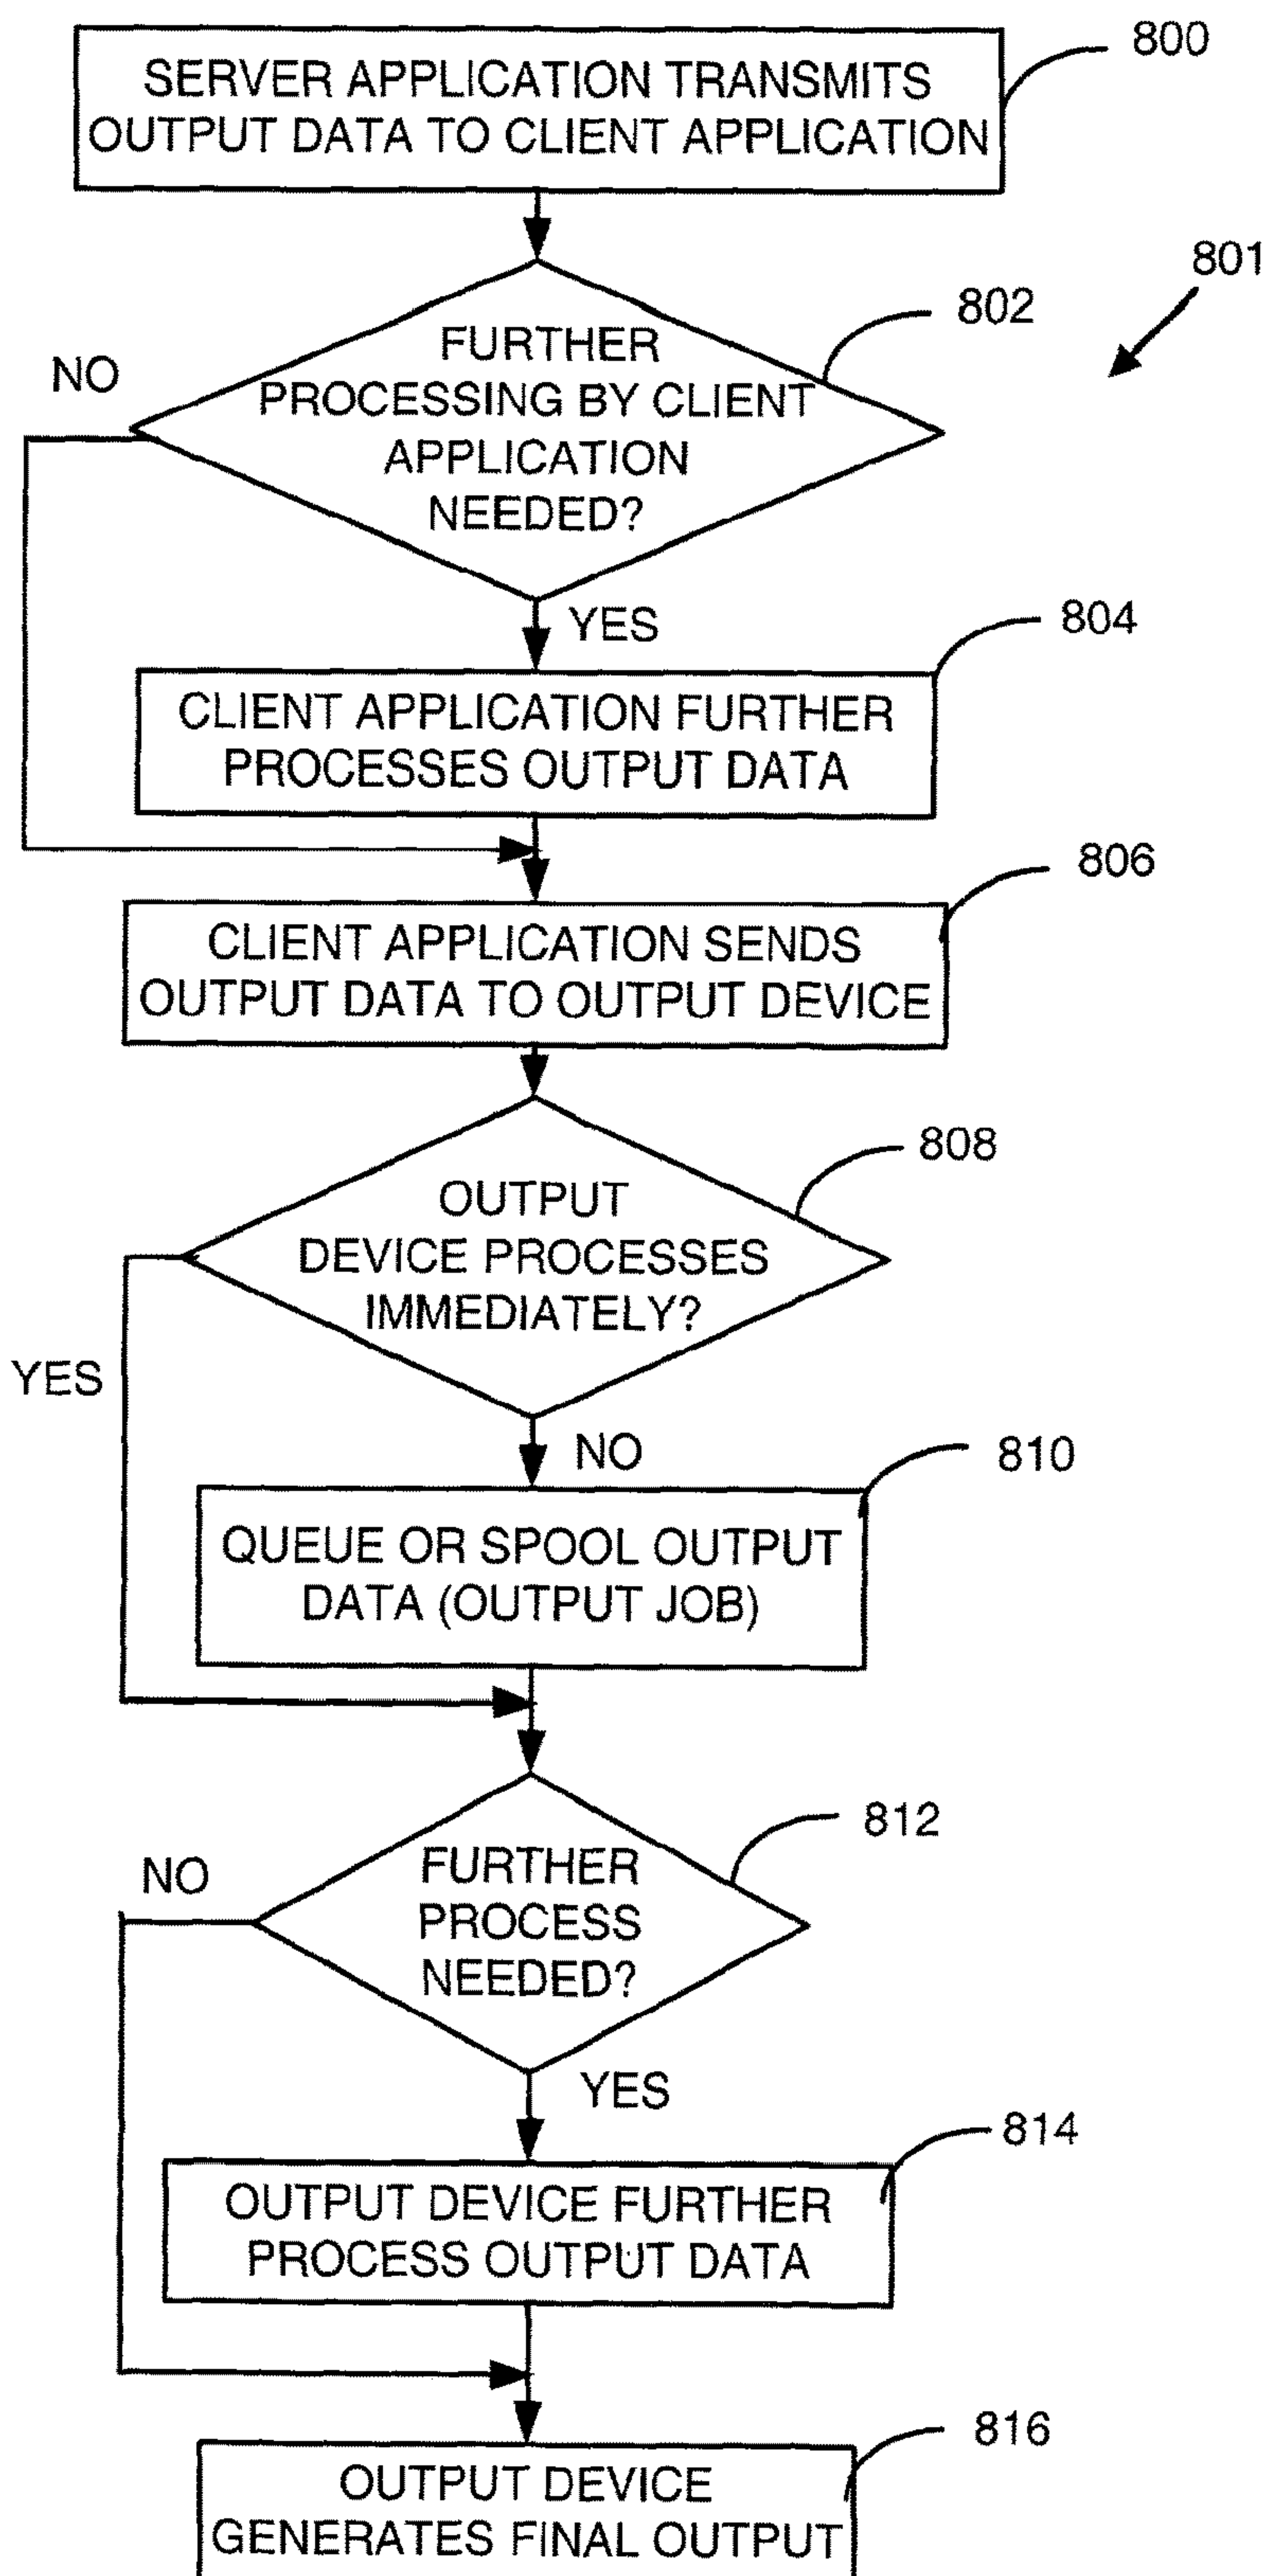 800
SERVER APPLICATION TRANSMITS
OUTPUT DATA TO CLIENT APPLICATION
801
802
FURTHER
PROCESSING BY CLIENT
APPLICATION
NEEDED?
NO
YES
804
CLIENT APPLICATION FURTHER
PROCESSES OUTPUT DATA
806
CLIENT APPLICATION SENDS
OUTPUT DATA TO OUTPUT DEVICE
808
OUTPUT
DEVICE PROCESSES
IMMEDIATELY?
YES
NO
810
QUEUE OR SPOOL OUTPUT
DATA (OUTPUT JOB)
812
NO
FURTHER
PROCESS
NEEDED?
YES
814
OUTPUT DEVICE FURTHER
PROCESS OUTPUT DATA
816
OUTPUT DEVICE
GENERATES FINAL OUTPUT